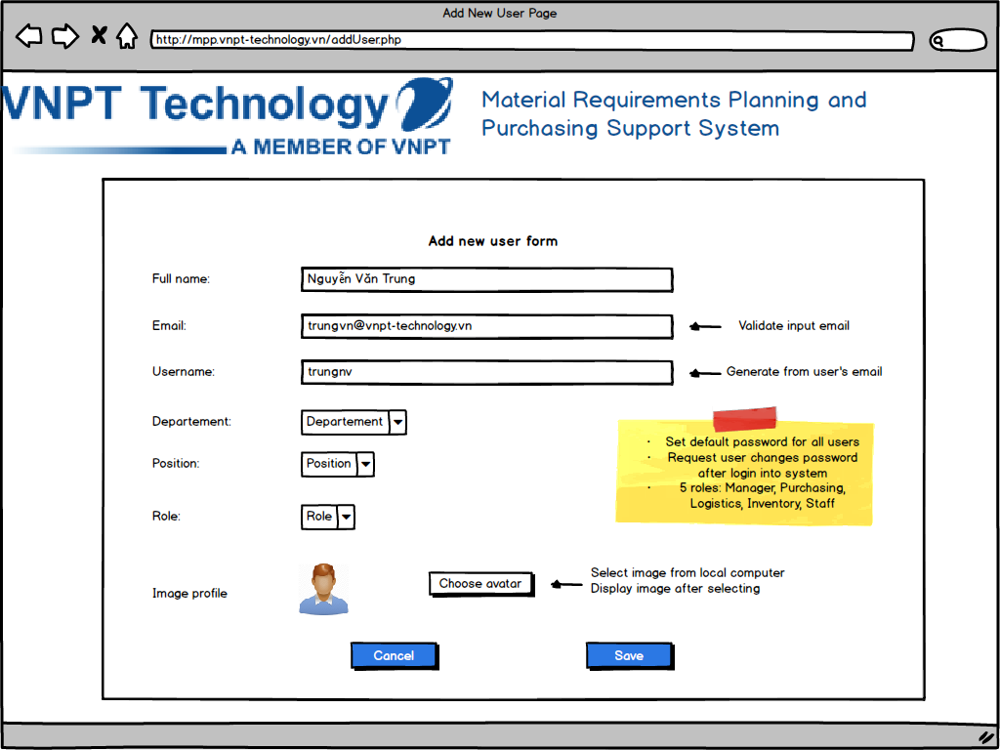 Add New User Page
http://mpp.vnpt-technology.vn/addUser.php
VNPT Technology
A MEMBER OF VNPT
Material Requirements Planning and
Purchasing Support System
Add new user form
Full name:
Nguyễn Văn Trung
Email:
trungvn@vnpt-technology.vn
Validate input email
Username:
trungnv
Generate from user's email
Departement:
Departement
Position:
Position
Role:
Role
· Set default password for all users
· Request user changes password
after login into system
· 5 roles: Manager, Purchasing,
Logistics, Inventory, Staff
Image profile
Choose avatar
Select image from local computer
Display image after selecting
Cancel
Save